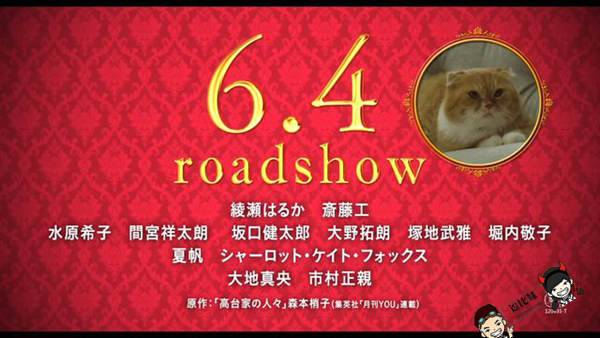 6.4
roadshow
綾瀬はるか　斎藤工
水原希子　間宮祥太朗　坂口健太郎　大野拓朗　塚地武雅　堀内敬子
夏帆　シャーロット・ケイト・フォックス
大地真央　市村正親
原作:「高台家の人々」森本梢子(集英社「月刊YOU」連載)